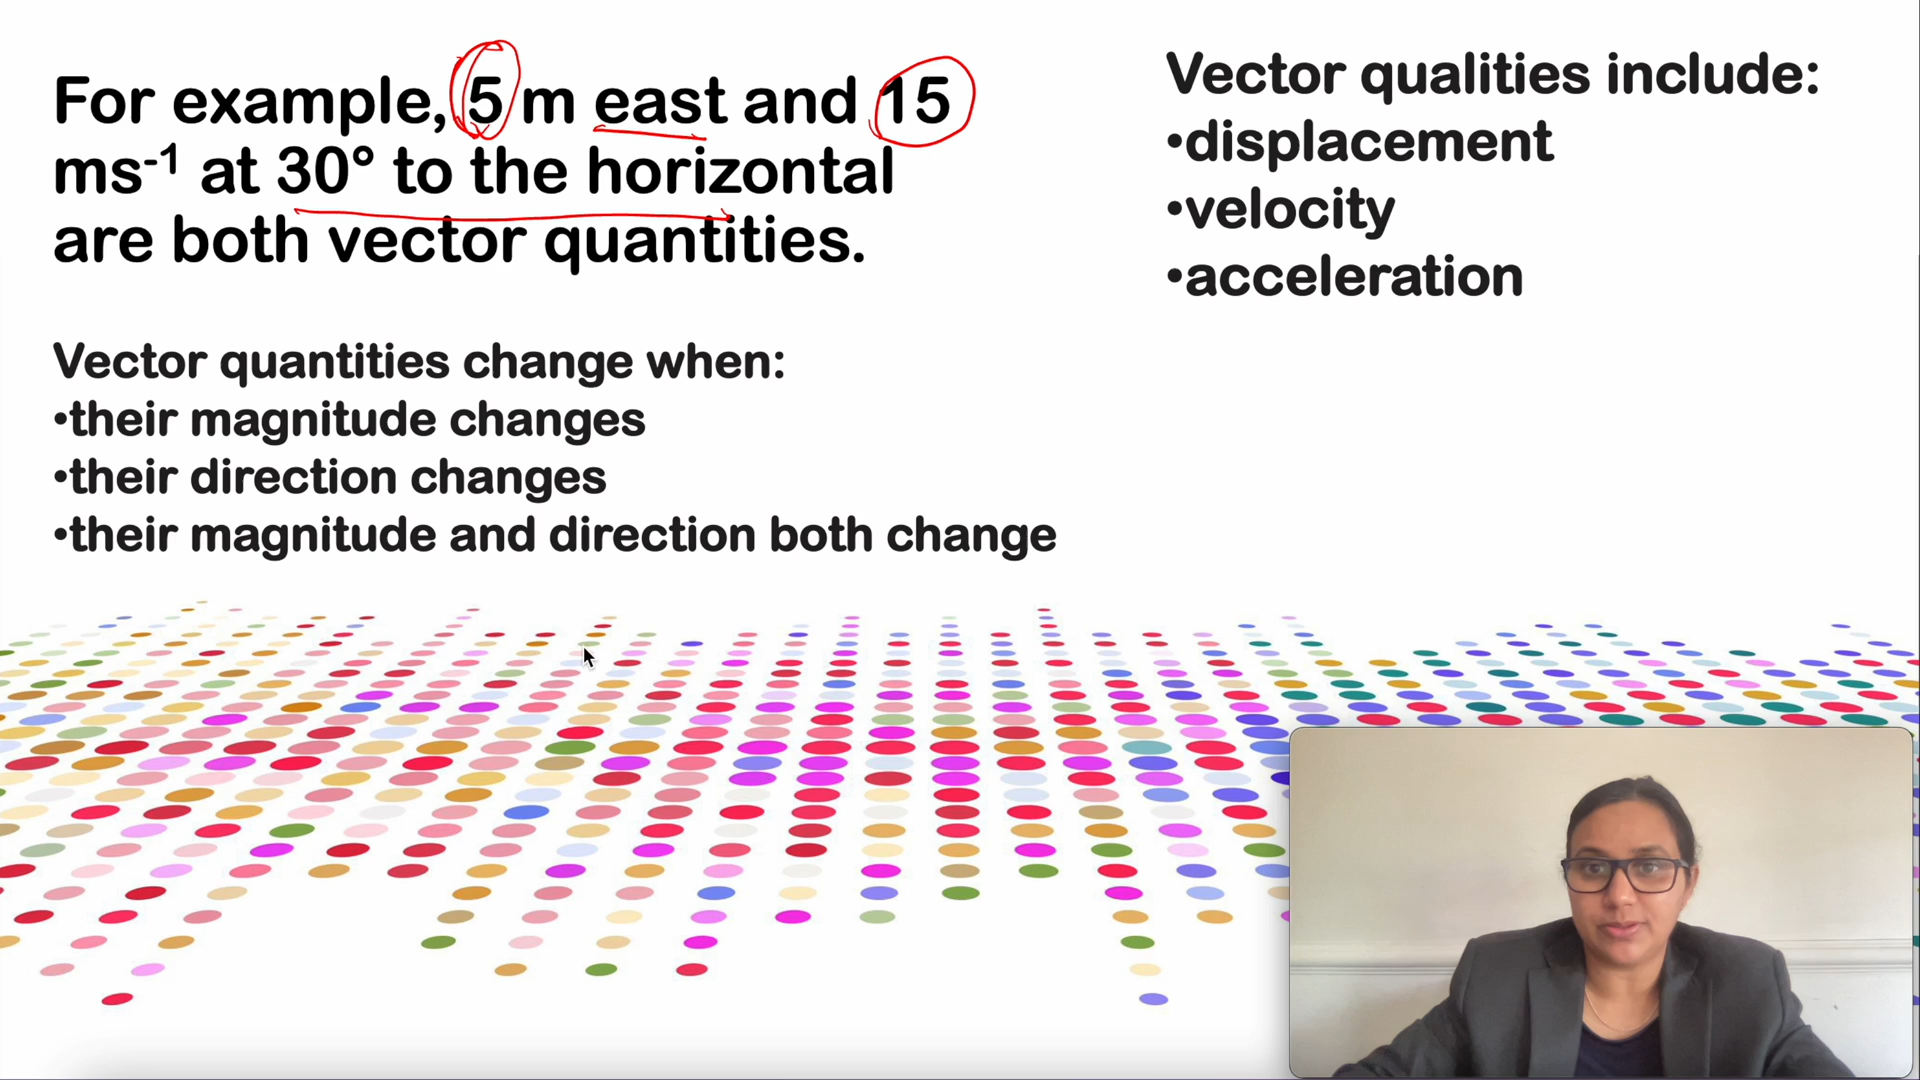 For example, 5 m east and 15
ms⁻¹ at 30° to the horizontal
are both vector quantities.
Vector quantities change when:
•their magnitude changes
•their direction changes
•their magnitude and direction both change
Vector qualities include:
•displacement
•velocity
•acceleration